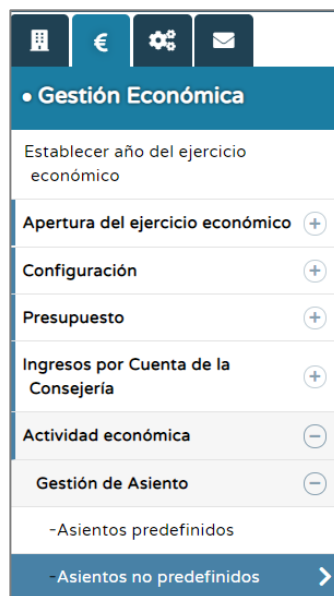 €
• Gestión Económica
Establecer año del ejercicio
económico
Apertura del ejercicio económico
Configuración
Presupuesto
Ingresos por Cuenta de la
Consejería
Actividad económica
Gestión de Asiento
-Asientos predefinidos
-Asientos no predefinidos